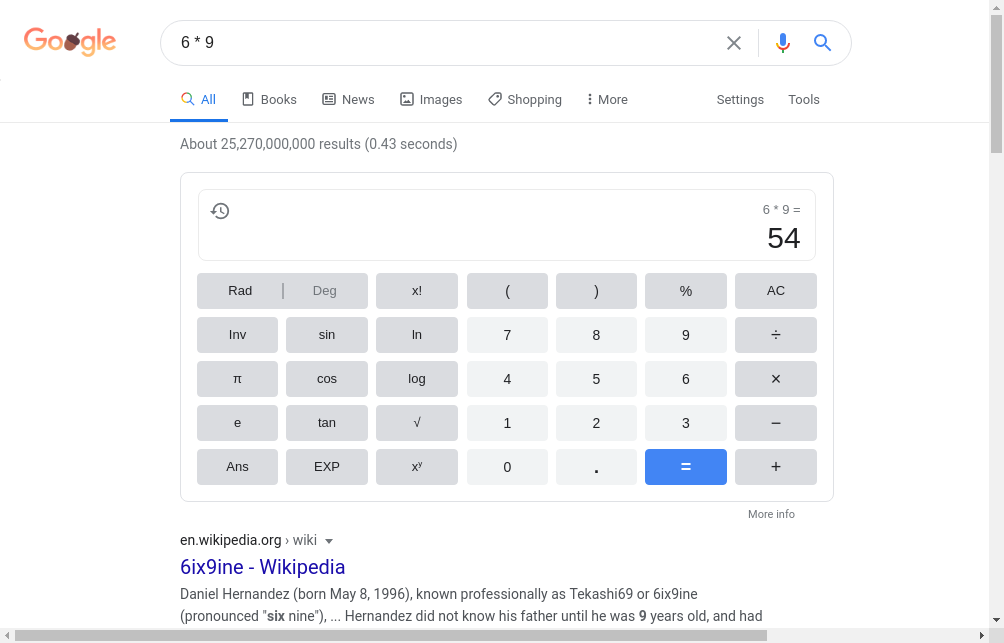 Google
6 * 9
All Books News Images Shopping More Settings Tools
About 25,270,000,000 results (0.43 seconds)
6 * 9 =
54
Rad | Deg x! ( ) % AC
Inv sin ln 7 8 9 ÷
π cos log 4 5 6 ×
e tan √ 1 2 3 −
Ans EXP xʸ 0 . = +
More info
en.wikipedia.org › wiki
6ix9ine - Wikipedia
Daniel Hernandez (born May 8, 1996), known professionally as Tekashi69 or 6ix9ine
(pronounced "six nine"), ... Hernandez did not know his father until he was 9 years old, and had